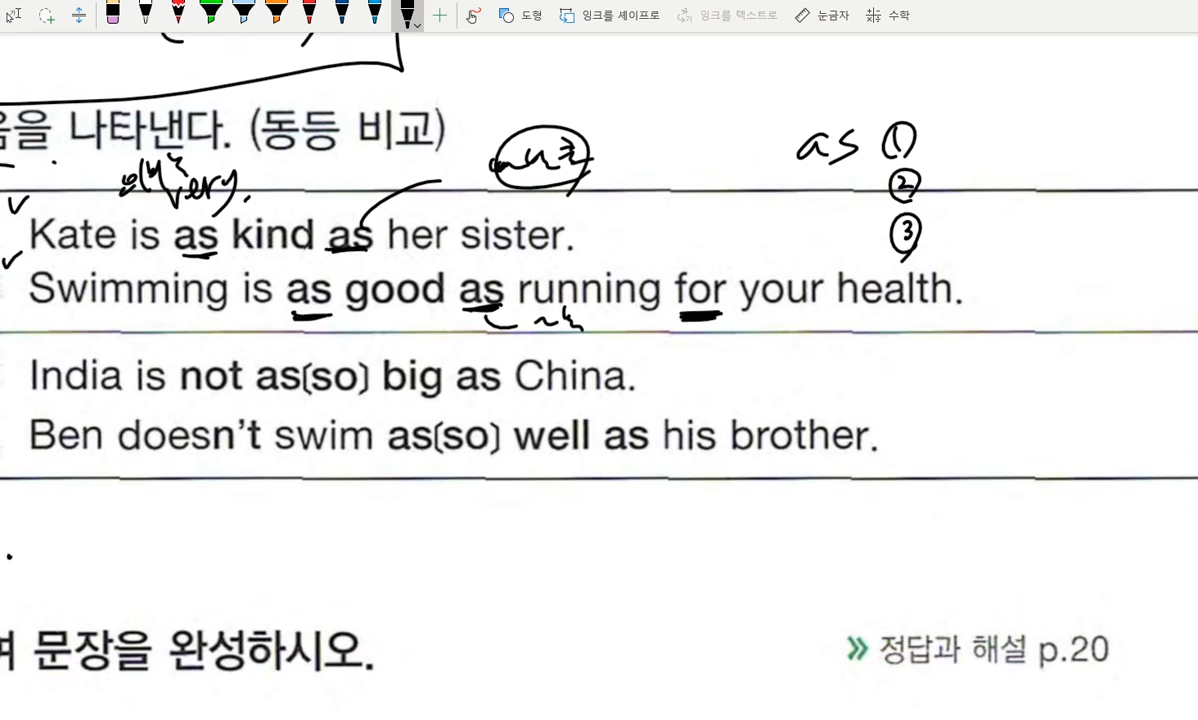 도형 잉크를 셰이프로 잉크를 텍스트로 눈금자 수학
을 나타낸다. (동등 비교)
as ①
②
③
very.
Kate is as kind as her sister.
Swimming is as good as running for your health.
India is not as(so) big as China.
Ben doesn't swim as(so) well as his brother.
문장을 완성하시오.
정답과 해설 p.20